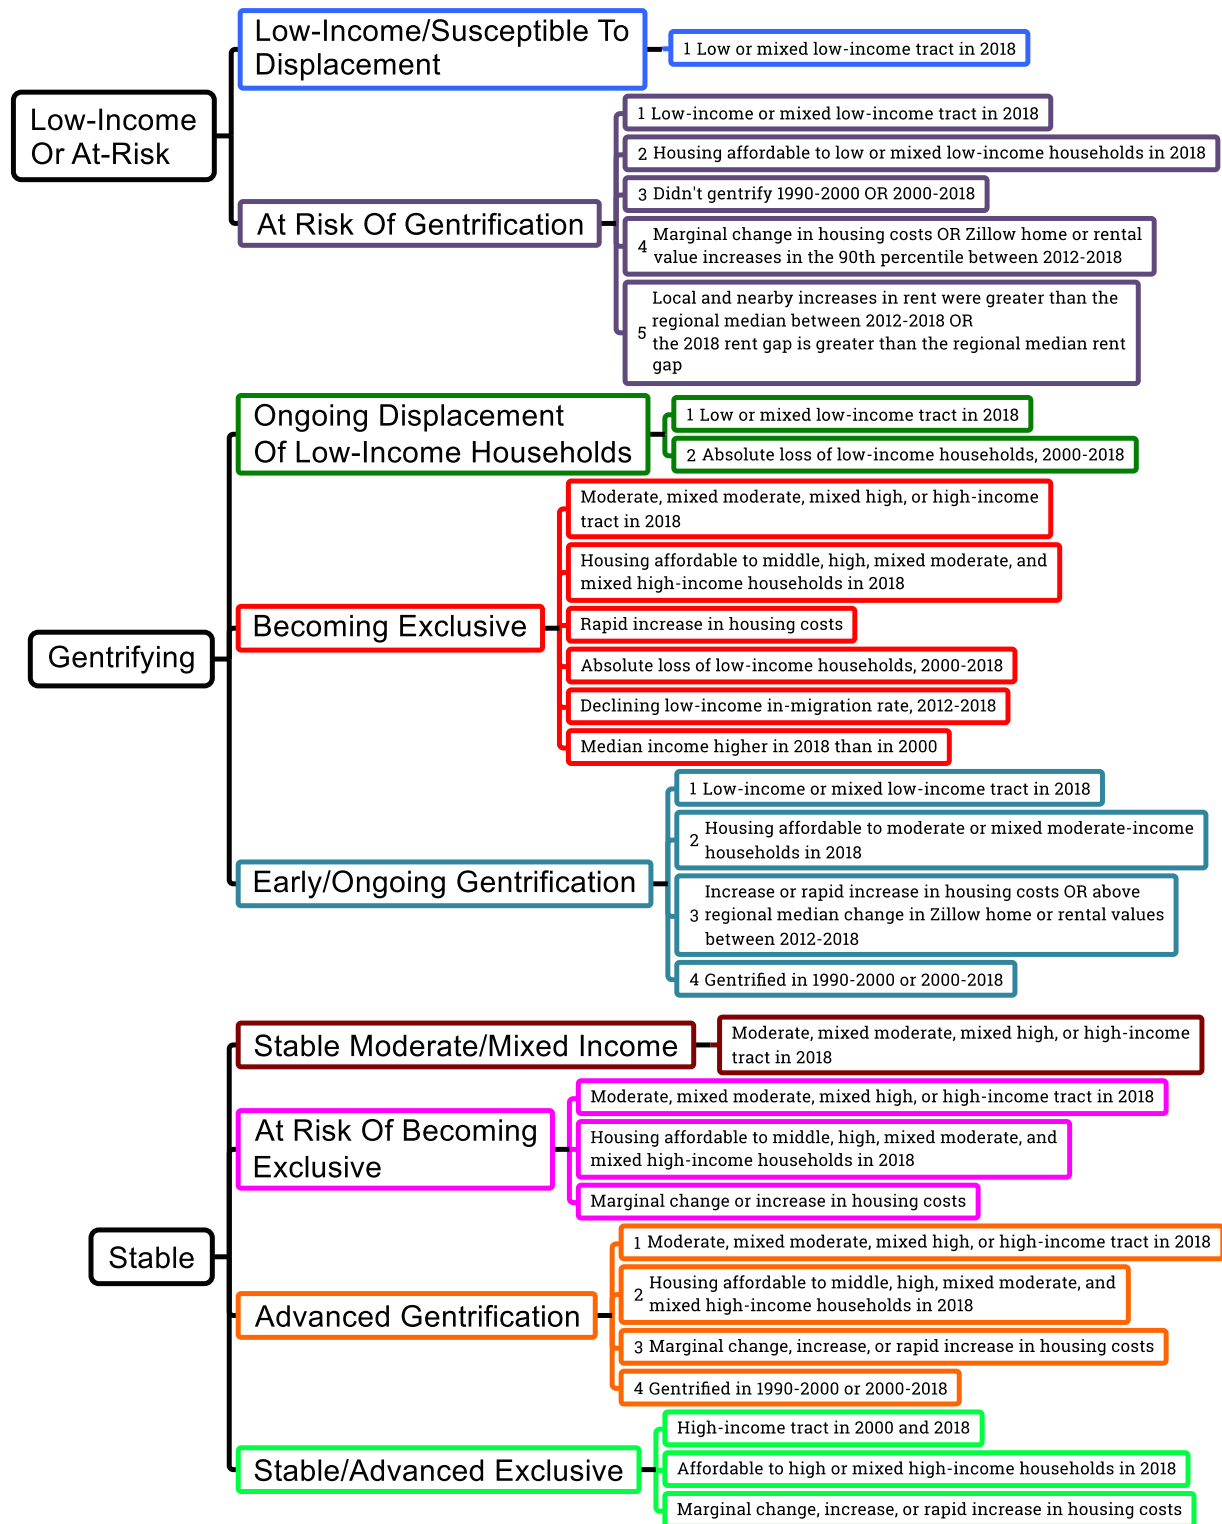 Low-Income
Or At-Risk
Low-Income/Susceptible To
Displacement
1 Low or mixed low-income tract in 2018
At Risk Of Gentrification
1 Low-income or mixed low-income tract in 2018
2 Housing affordable to low or mixed low-income households in 2018
3 Didn't gentrify 1990-2000 OR 2000-2018
4 Marginal change in housing costs OR Zillow home or rental
value increases in the 90th percentile between 2012-2018
5 Local and nearby increases in rent were greater than the
regional median between 2012-2018 OR
the 2018 rent gap is greater than the regional median rent
gap
Gentrifying
Ongoing Displacement
Of Low-Income Households
1 Low or mixed low-income tract in 2018
2 Absolute loss of low-income households, 2000-2018
Becoming Exclusive
Moderate, mixed moderate, mixed high, or high-income
tract in 2018
Housing affordable to middle, high, mixed moderate, and
mixed high-income households in 2018
Rapid increase in housing costs
Absolute loss of low-income households, 2000-2018
Declining low-income in-migration rate, 2012-2018
Median income higher in 2018 than in 2000
Early/Ongoing Gentrification
1 Low-income or mixed low-income tract in 2018
2 Housing affordable to moderate or mixed moderate-income
households in 2018
3 Increase or rapid increase in housing costs OR above
regional median change in Zillow home or rental values
between 2012-2018
4 Gentrified in 1990-2000 or 2000-2018
Stable
Stable Moderate/Mixed Income
Moderate, mixed moderate, mixed high, or high-income
tract in 2018
At Risk Of Becoming
Exclusive
Moderate, mixed moderate, mixed high, or high-income tract in 2018
Housing affordable to middle, high, mixed moderate, and
mixed high-income households in 2018
Marginal change or increase in housing costs
Advanced Gentrification
1 Moderate, mixed moderate, mixed high, or high-income tract in 2018
2 Housing affordable to middle, high, mixed moderate, and
mixed high-income households in 2018
3 Marginal change, increase, or rapid increase in housing costs
4 Gentrified in 1990-2000 or 2000-2018
Stable/Advanced Exclusive
High-income tract in 2000 and 2018
Affordable to high or mixed high-income households in 2018
Marginal change, increase, or rapid increase in housing costs